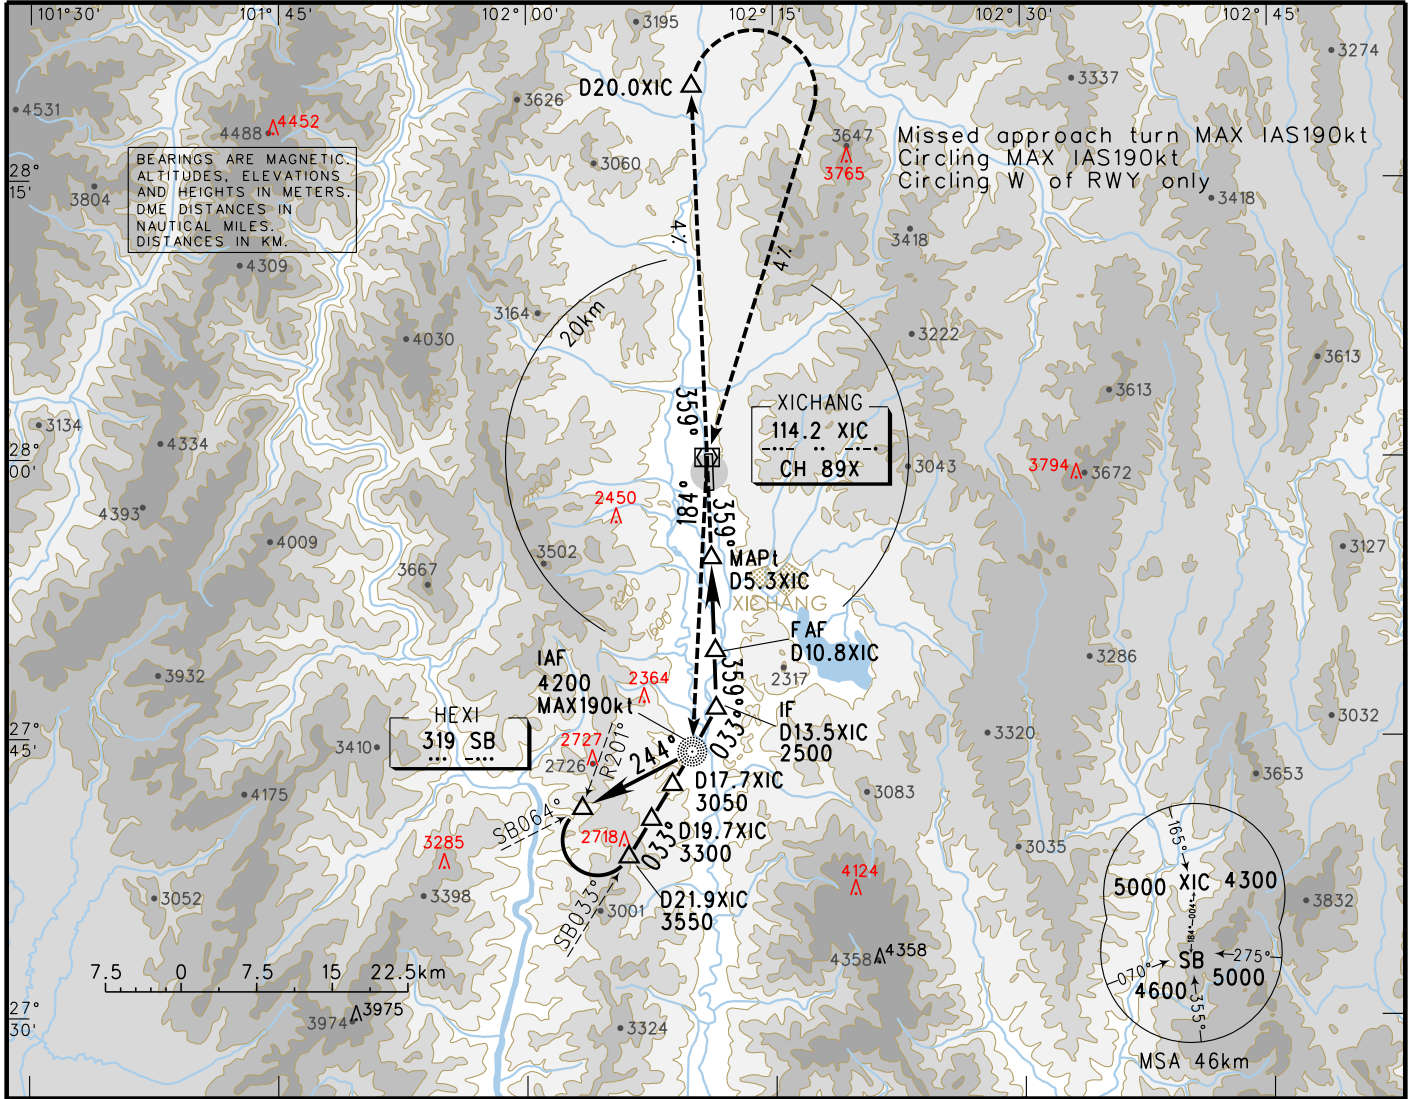 101°30'
101°45'
102°00'
102°15'
102°30'
102°45'
3195
3274
3337
D20.0XIC
3626
4531
4488
4452
3647
3765
Missed approach turn MAX IAS190kt
Circling MAX IAS190kt
Circling W of RWY only
BEARINGS ARE MAGNETIC.
ALTITUDES, ELEVATIONS
AND HEIGHTS IN METERS.
DME DISTANCES IN
NAUTICAL MILES.
DISTANCES IN KM.
3060
28°
15'
3804
3418
3418
4%
4%
4309
20km
3164
4030
3222
3613
3613
359°
XICHANG
114.2 XIC
CH 89X
3134
4334
28°
00'
3043
3794
3672
184°
359°
2450
4393
4009
3502
3127
3667
MAPt
D5.3XIC
XICHANG
2200
1600
FAF
D10.8XIC
IAF
4200
MAX190kt
2364
359°
2317
3286
3932
IF
D13.5XIC
2500
033°
3032
HEXI
319 SB
27°
45'
3410
2727
2726
R201°
244°
3320
3653
D17.7XIC
3050
4175
3083
SB064°
2718
D19.7XIC
3300
033°
3285
3035
165°
4124
5000
XIC
4300
3052
3398
D21.9XIC
3550
SB033°
3001
3832
184°
004°
4358
4358
SB
275°
070°
5000
4600
355°
7.5
0
7.5
15
22.5km
3974
3975
27°
30'
3324
MSA 46km